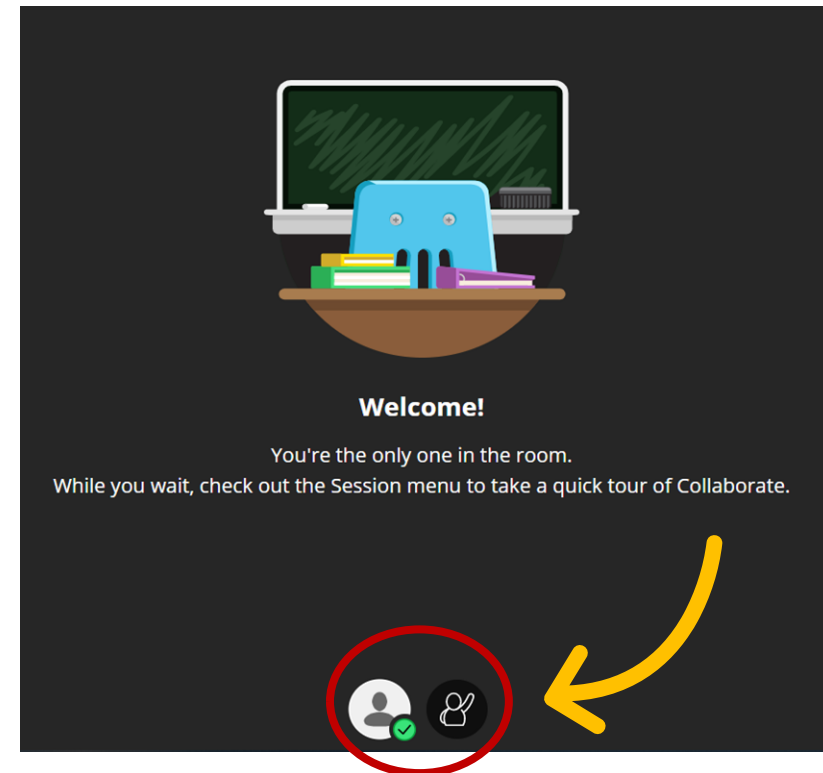 Welcome!
You're the only one in the room.
While you wait, check out the Session menu to take a quick tour of Collaborate.